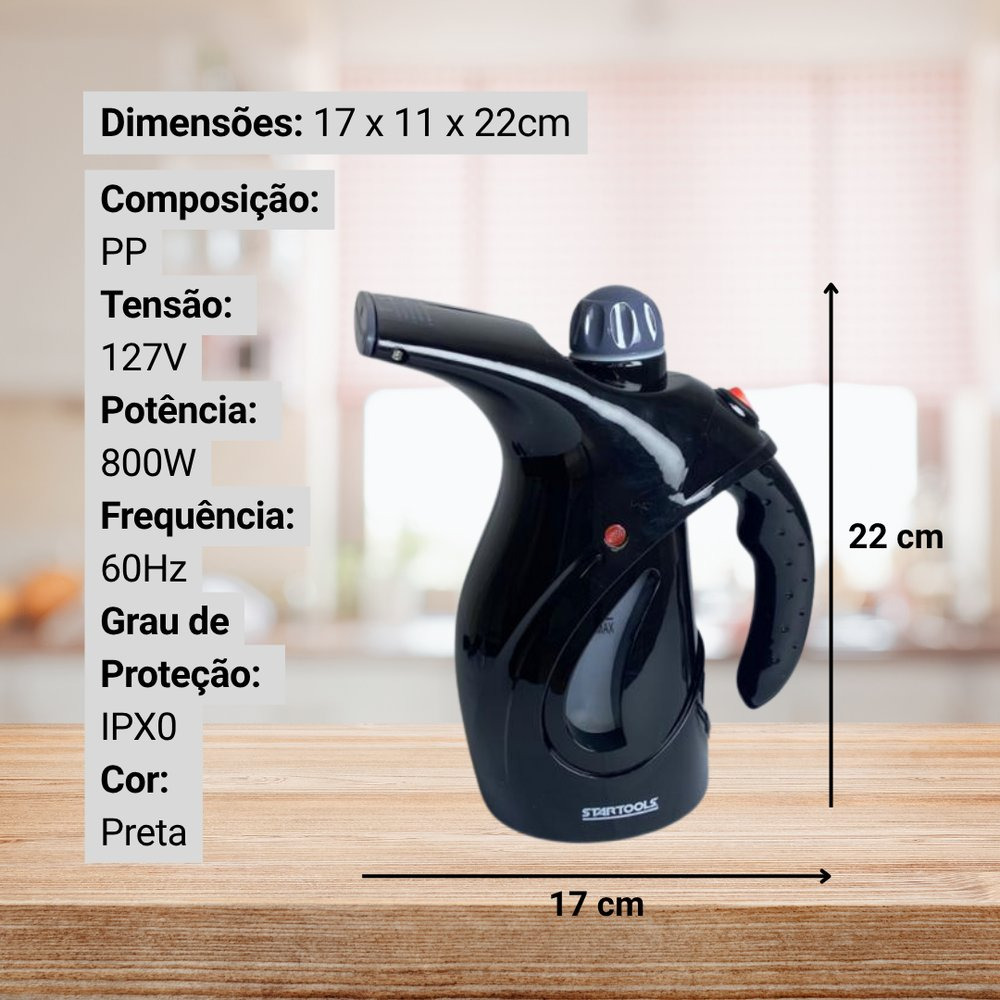 Dimensões: 17 x 11 x 22cm
Composição:
PP
Tensão:
127V
Potência:
800W
Frequência:
60Hz
Grau de
Proteção:
IPX0
Cor:
Preta
MAX
STARTOOLS
22 cm
17 cm